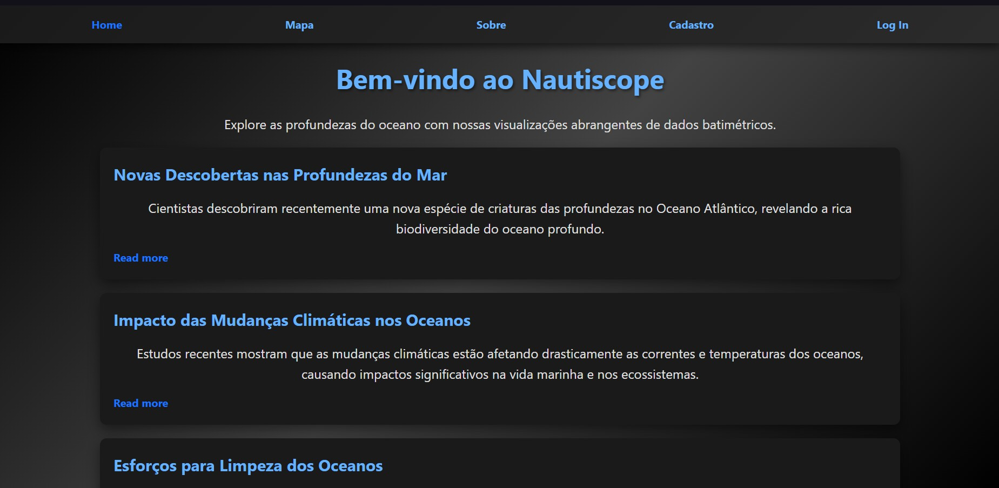 Home
Mapa
Sobre
Cadastro
Log In
Bem-vindo ao Nautiscope
Explore as profundezas do oceano com nossas visualizações abrangentes de dados batimétricos.
Novas Descobertas nas Profundezas do Mar
Cientistas descobriram recentemente uma nova espécie de criaturas das profundezas no Oceano Atlântico, revelando a rica
biodiversidade do oceano profundo.
Read more
Impacto das Mudanças Climáticas nos Oceanos
Estudos recentes mostram que as mudanças climáticas estão afetando drasticamente as correntes e temperaturas dos oceanos,
causando impactos significativos na vida marinha e nos ecossistemas.
Read more
Esforços para Limpeza dos Oceanos